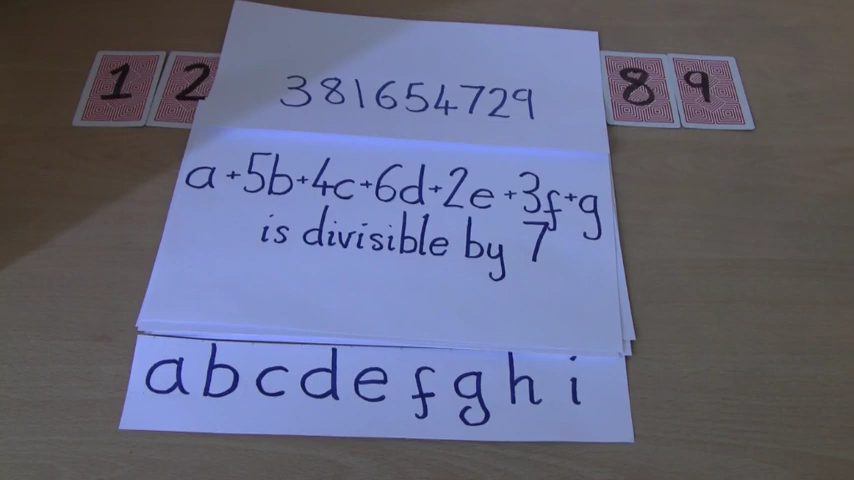 1 2 8 9
381654729
a+5b+4c+6d+2e+3f+g
is divisible by 7
abcdefghi